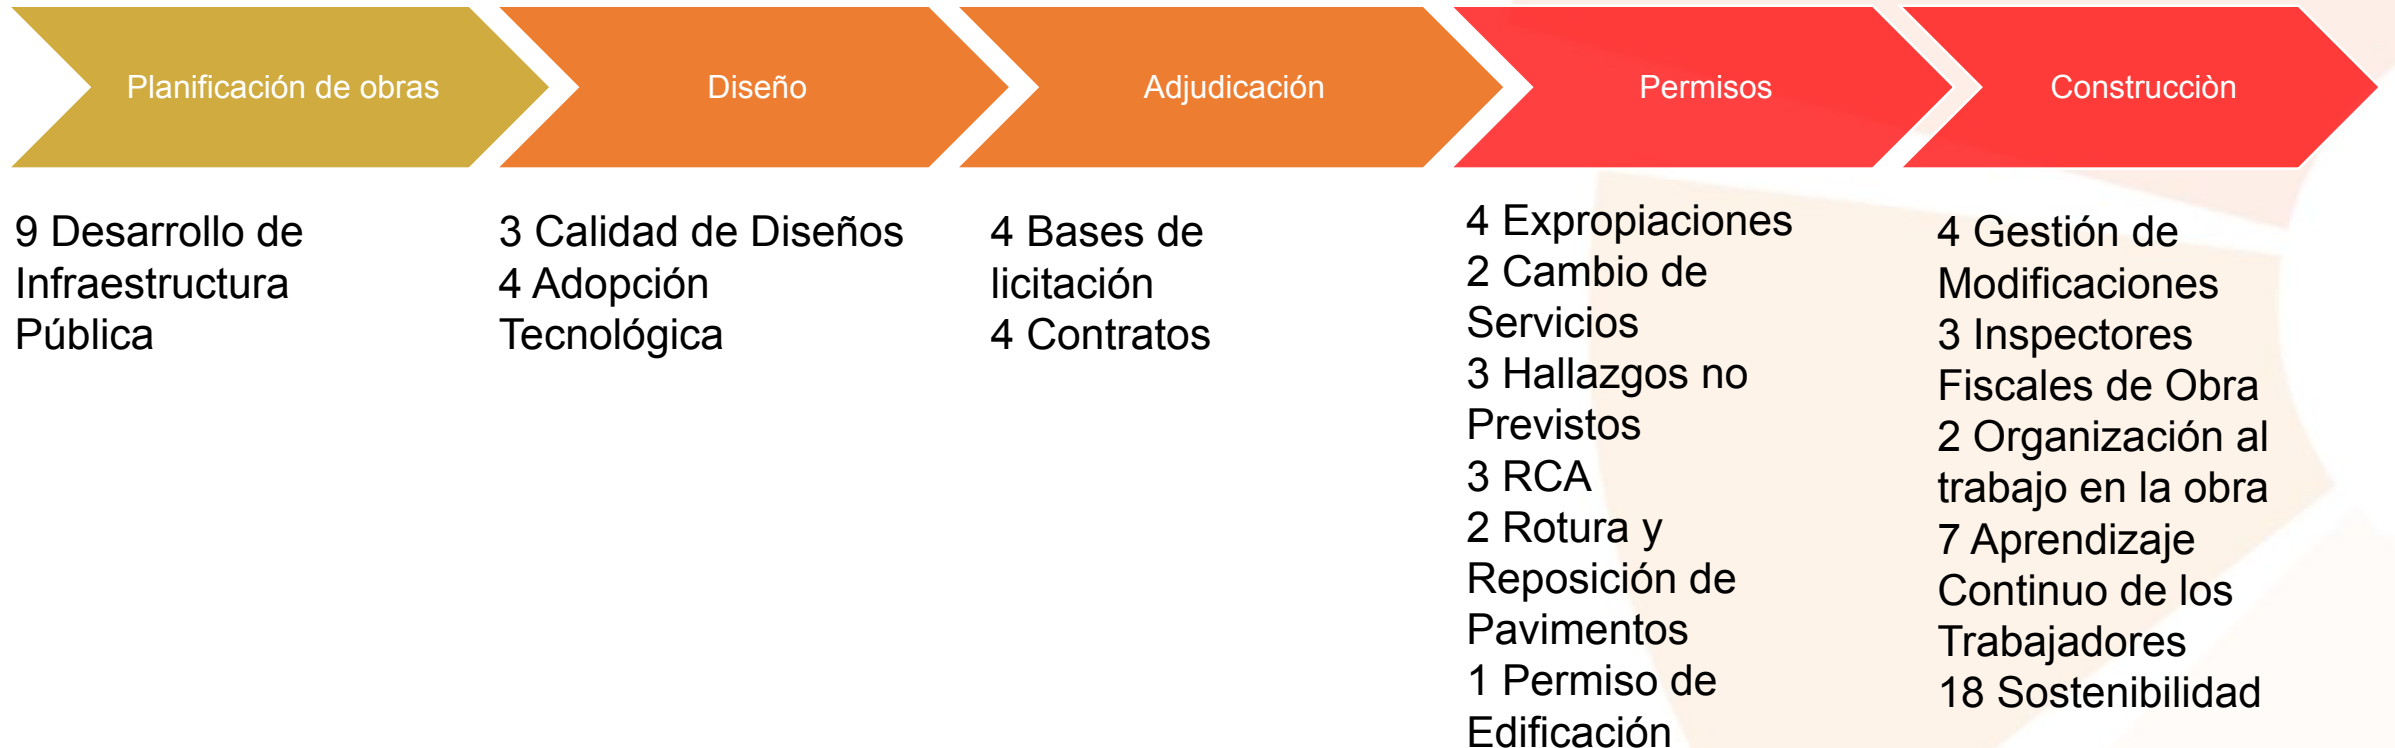 Planificación de obras
Diseño
Adjudicación
Permisos
Construcciòn
9 Desarrollo de
Infraestructura
Pública
3 Calidad de Diseños
4 Adopción
Tecnológica
4 Bases de
licitación
4 Contratos
4 Expropiaciones
2 Cambio de
Servicios
3 Hallazgos no
Previstos
3 RCA
2 Rotura y
Reposición de
Pavimentos
1 Permiso de
Edificación
4 Gestión de
Modificaciones
3 Inspectores
Fiscales de Obra
2 Organización al
trabajo en la obra
7 Aprendizaje
Continuo de los
Trabajadores
18 Sostenibilidad